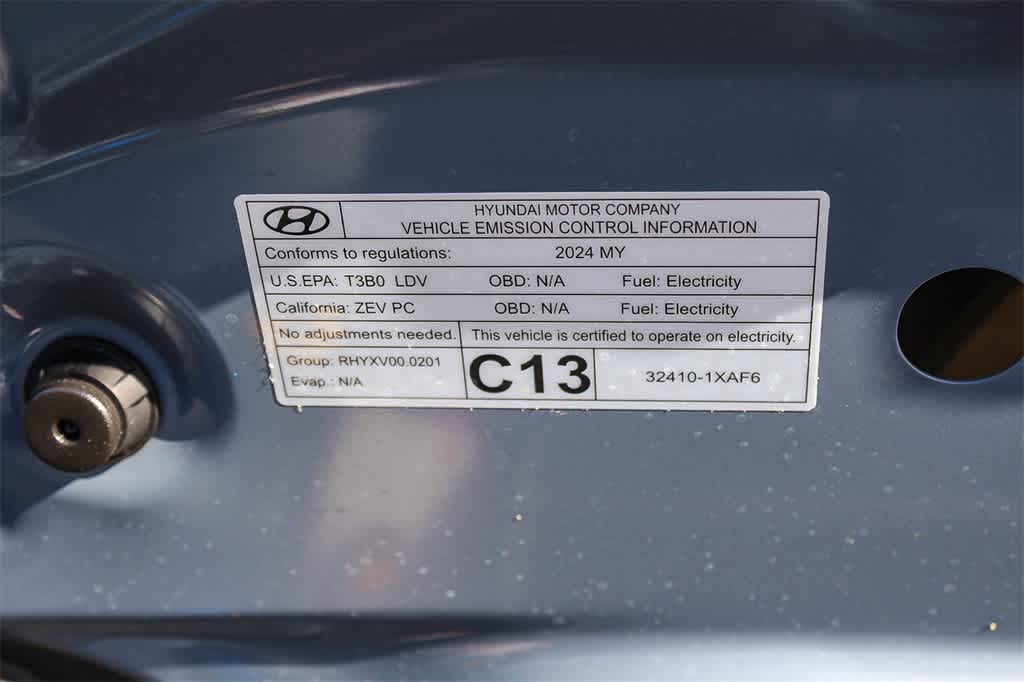 HYUNDAI MOTOR COMPANY
VEHICLE EMISSION CONTROL INFORMATION
Conforms to regulations: 2024 MY
U.S.EPA: T3B0 LDV OBD: N/A Fuel: Electricity
California: ZEV PC OBD: N/A Fuel: Electricity
No adjustments needed. This vehicle is certified to operate on electricity.
Group: RHYXV00.0201
Evap.: N/A
C13
32410-1XAF6